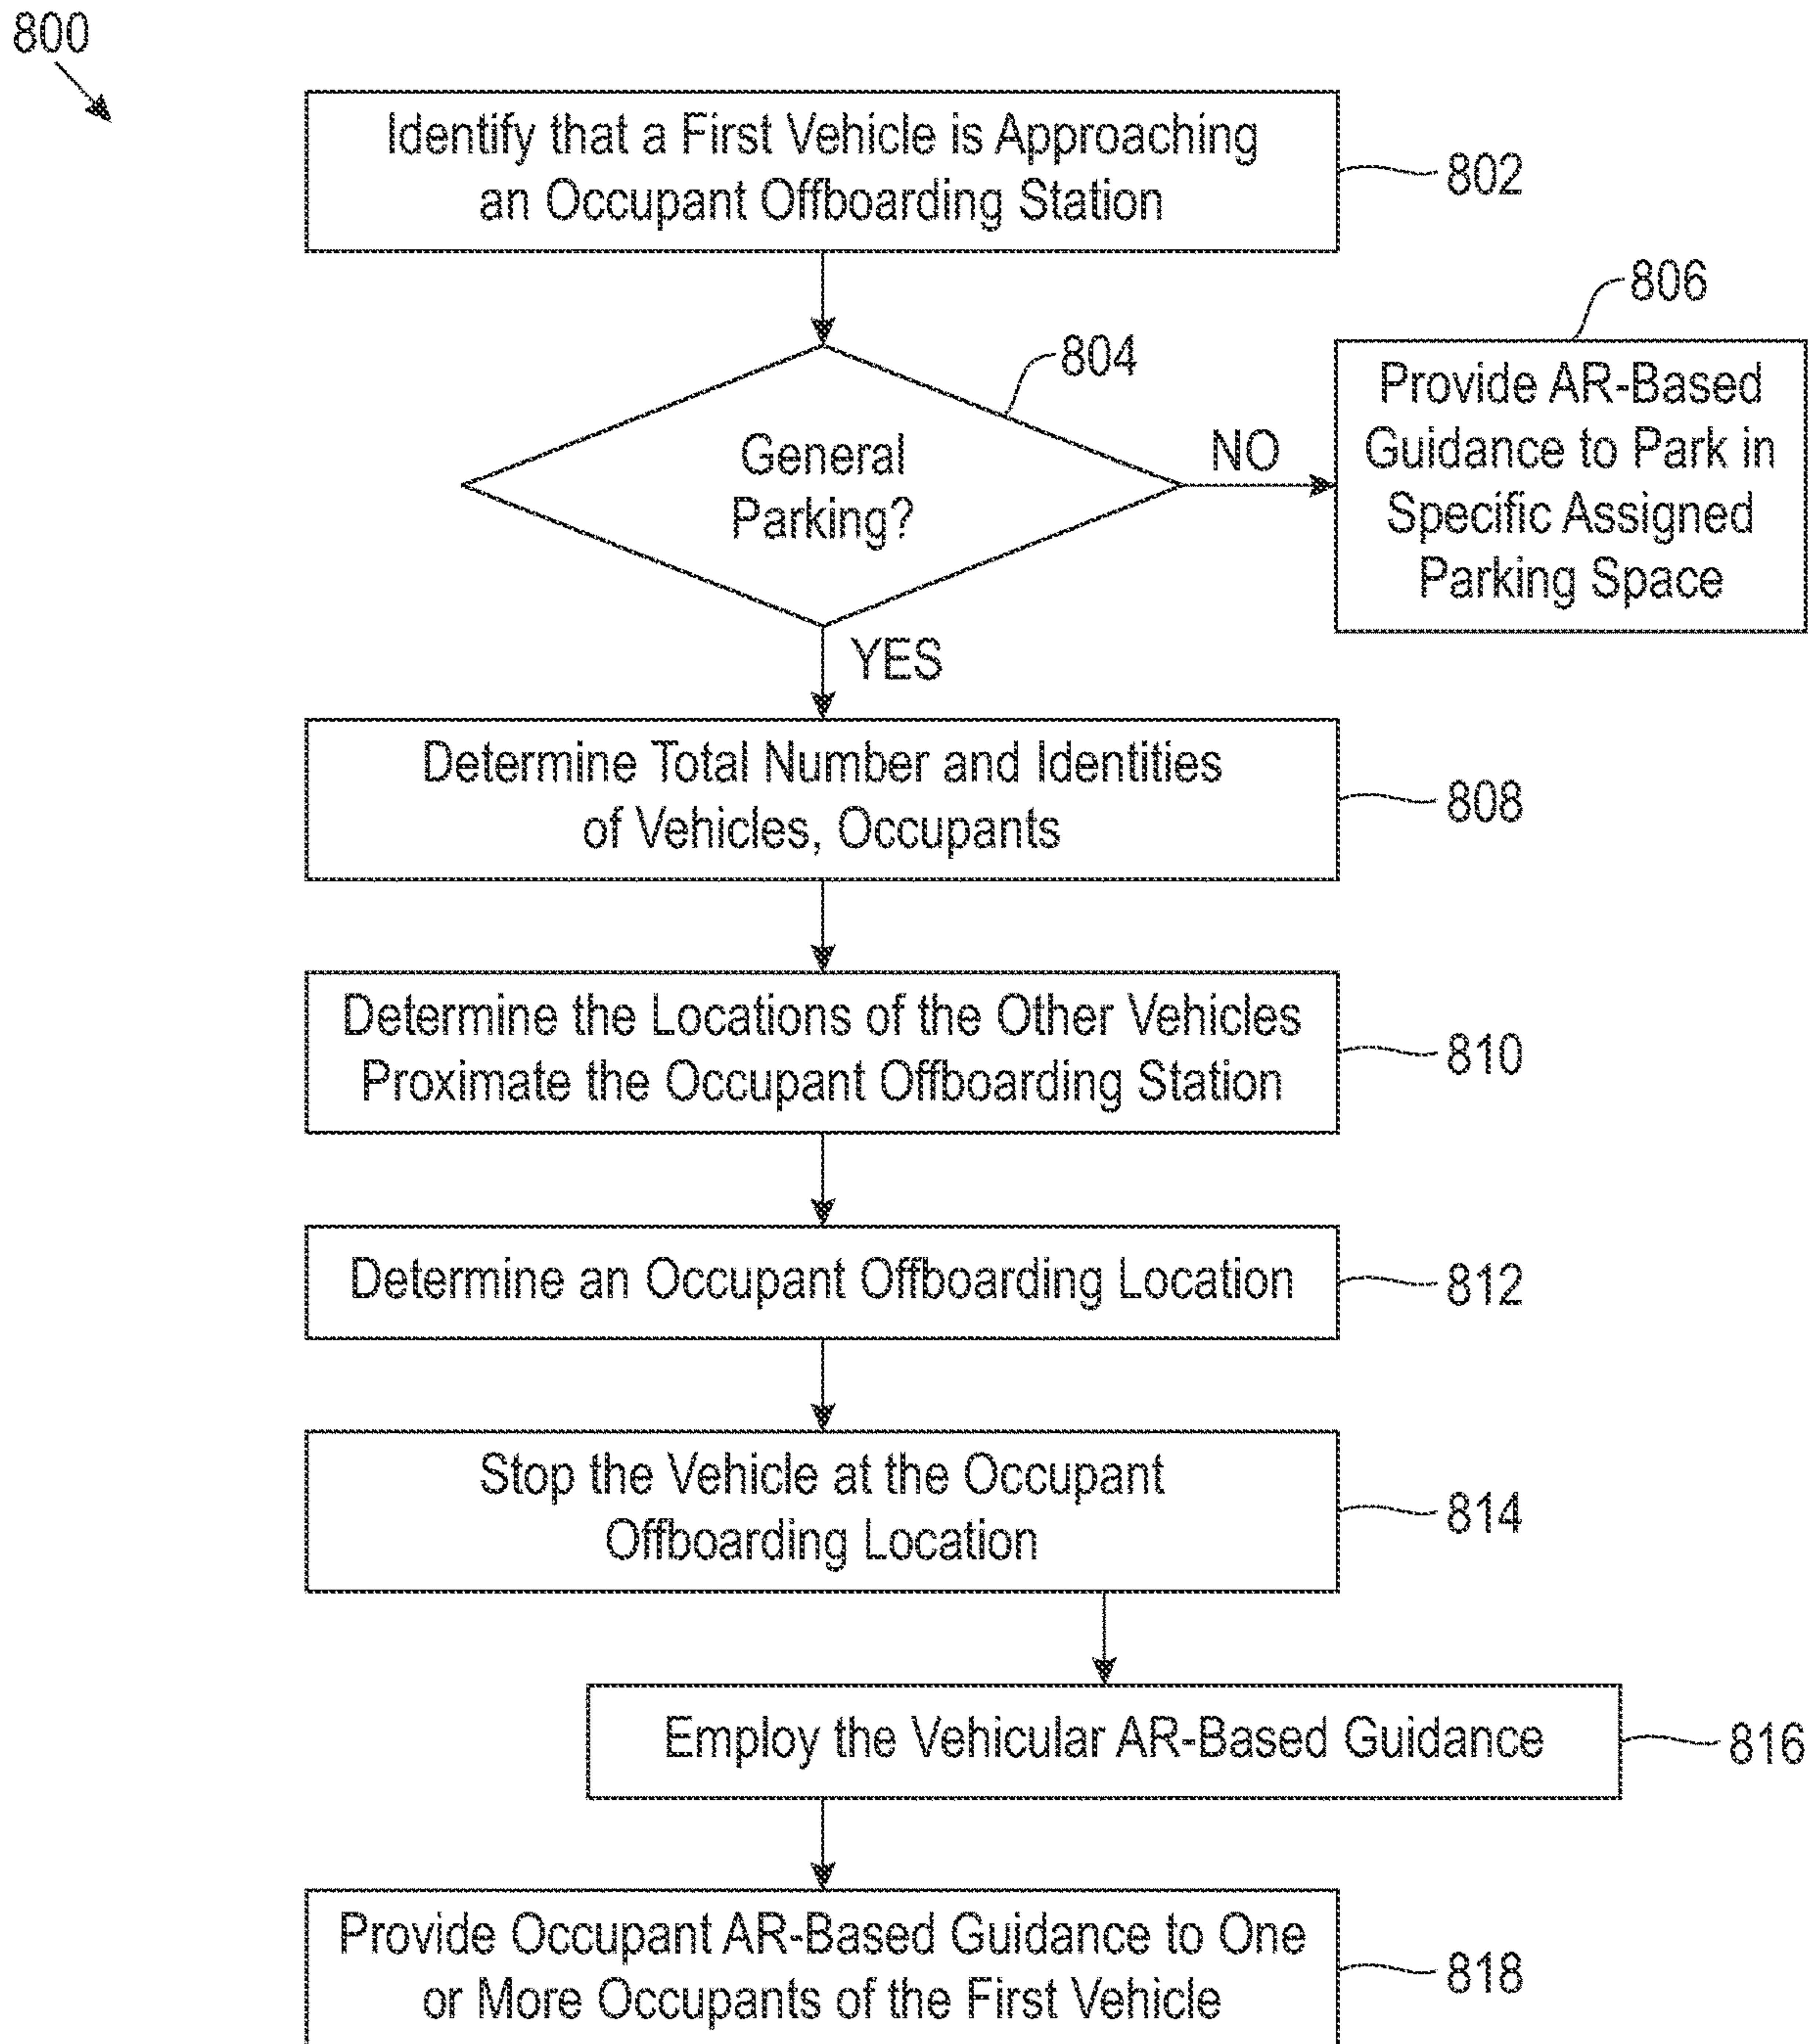 800
Identify that a First Vehicle is Approaching
an Occupant Offboarding Station
802
806
804
General
Parking?
NO
Provide AR-Based
Guidance to Park in
Specific Assigned
Parking Space
YES
Determine Total Number and Identities
of Vehicles, Occupants
808
Determine the Locations of the Other Vehicles
Proximate the Occupant Offboarding Station
810
Determine an Occupant Offboarding Location
812
Stop the Vehicle at the Occupant
Offboarding Location
814
Employ the Vehicular AR-Based Guidance
816
Provide Occupant AR-Based Guidance to One
or More Occupants of the First Vehicle
818